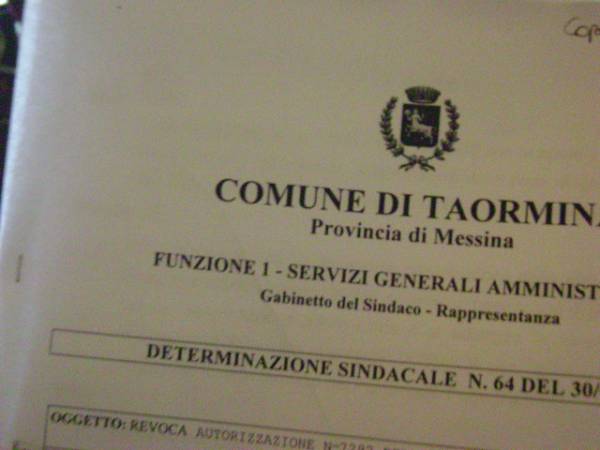 COMUNE DI TAORMINA
Provincia di Messina
FUNZIONE 1 - SERVIZI GENERALI AMMINIST
Gabinetto del Sindaco - Rappresentanza
DETERMINAZIONE SINDACALE N. 64 DEL 30/
OGGETTO: REVOCA AUTORIZZAZIONE